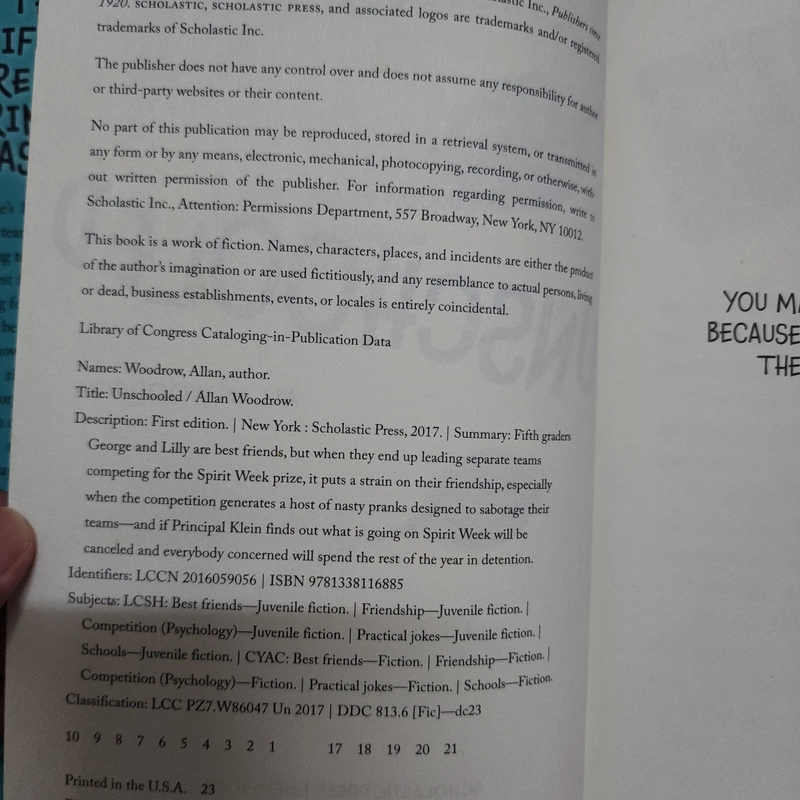 1920. SCHOLASTIC, SCHOLASTIC PRESS, and associated logos are trademarks and/or registered
trademarks of Scholastic Inc.
The publisher does not have any control over and does not assume any responsibility for author
or third-party websites or their content.
No part of this publication may be reproduced, stored in a retrieval system, or transmitted in
any form or by any means, electronic, mechanical, photocopying, recording, or otherwise, with-
out written permission of the publisher. For information regarding permission, write to
Scholastic Inc., Attention: Permissions Department, 557 Broadway, New York, NY 10012.
This book is a work of fiction. Names, characters, places, and incidents are either the product
of the author's imagination or are used fictitiously, and any resemblance to actual persons, living
or dead, business establishments, events, or locales is entirely coincidental.
Library of Congress Cataloging-in-Publication Data
Names: Woodrow, Allan, author.
Title: Unschooled / Allan Woodrow.
Description: First edition. | New York : Scholastic Press, 2017. | Summary: Fifth graders
George and Lilly are best friends, but when they end up leading separate teams
competing for the Spirit Week prize, it puts a strain on their friendship, especially
when the competition generates a host of nasty pranks designed to sabotage their
teams—and if Principal Klein finds out what is going on Spirit Week will be
canceled and everybody concerned will spend the rest of the year in detention.
Identifiers: LCCN 2016059056 | ISBN 9781338116885
Subjects: LCSH: Best friends—Juvenile fiction. | Friendship—Juvenile fiction. |
Competition (Psychology)—Juvenile fiction. | Practical jokes—Juvenile fiction. |
Schools—Juvenile fiction. | CYAC: Best friends—Fiction. | Friendship—Fiction. |
Competition (Psychology)—Fiction. | Practical jokes—Fiction. | Schools—Fiction.
Classification: LCC PZ7.W86047 Un 2017 | DDC 813.6 [Fic]—dc23
10 9 8 7 6 5 4 3 2 1 17 18 19 20 21
Printed in the U.S.A. 23
YOU
BECAUSE
THE